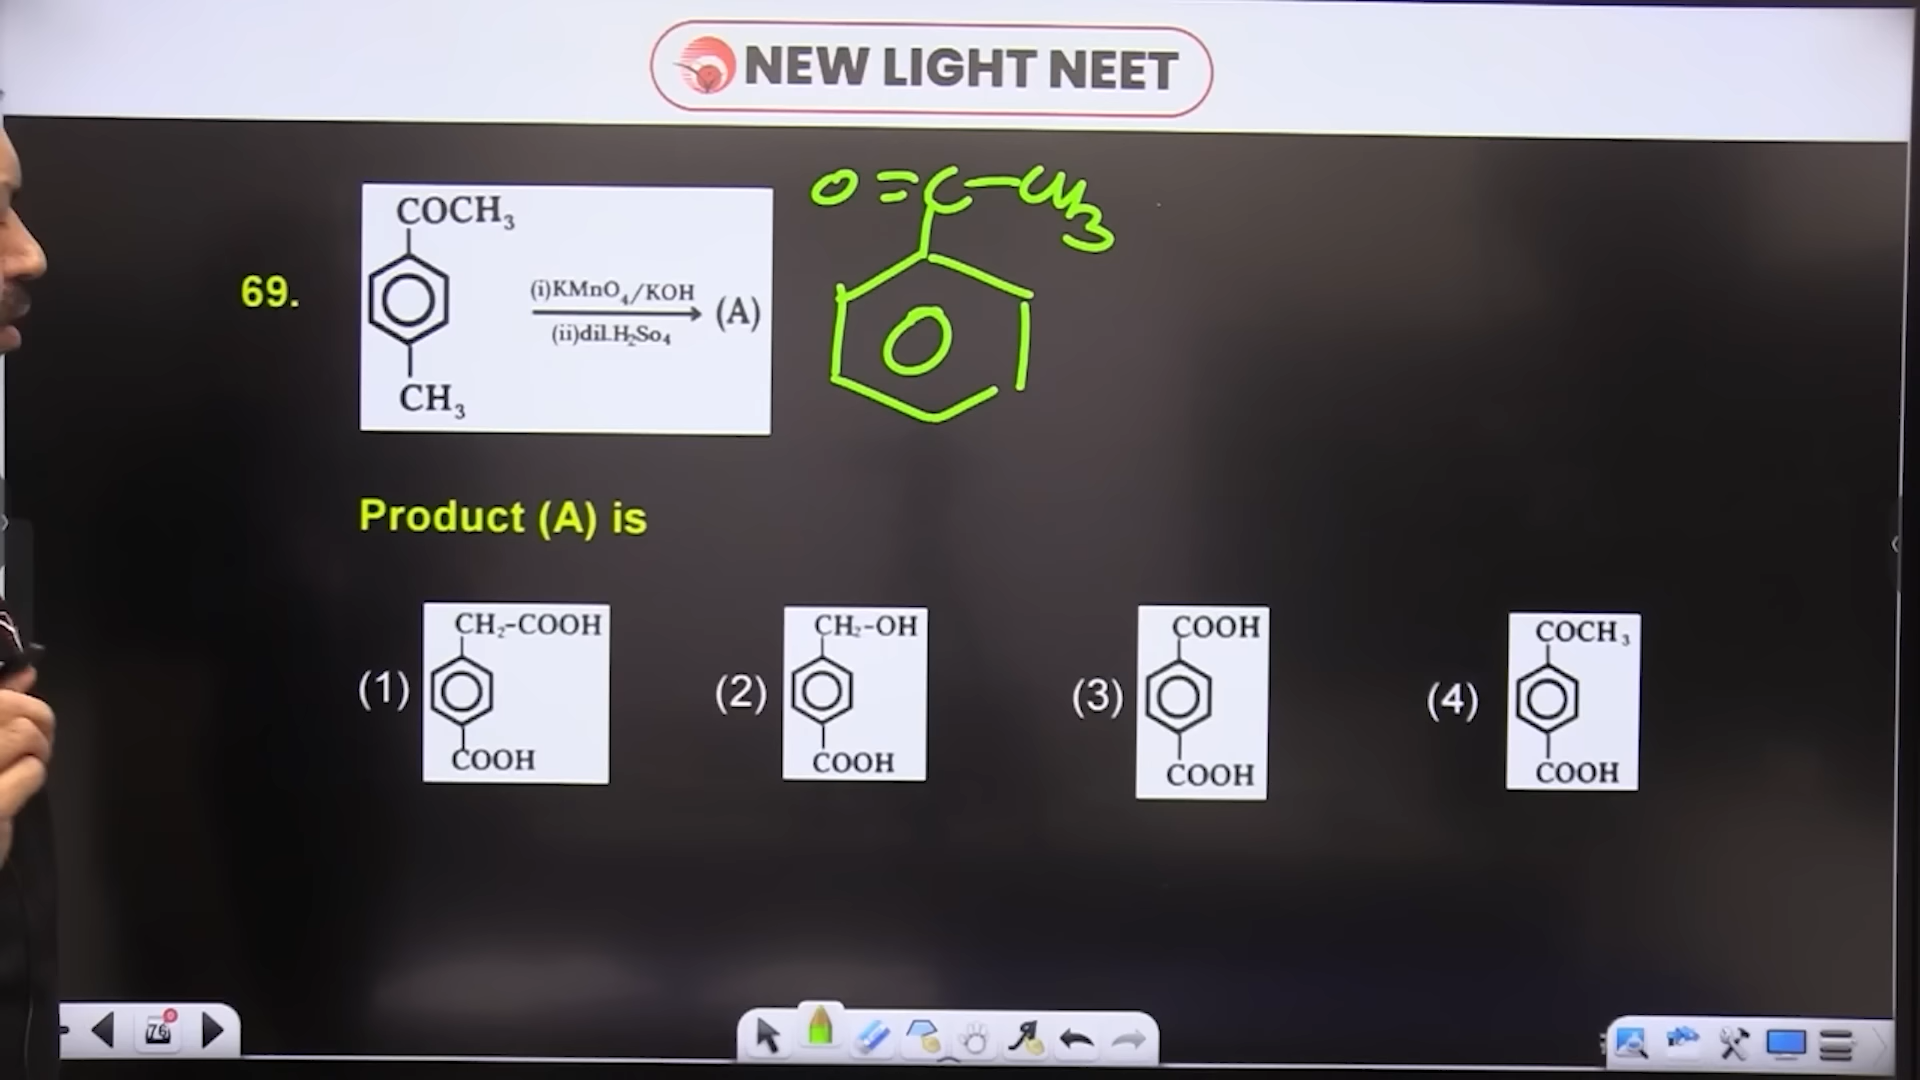 NEW LIGHT NEET
O=C-CH3
69.
COCH3
CH3
(i)KMnO4/KOH
(ii)dil.H2So4
(A)
Product (A) is
(1)
CH2-COOH
COOH
(2)
CH2-OH
COOH
(3)
COOH
COOH
(4)
COCH3
COOH
76